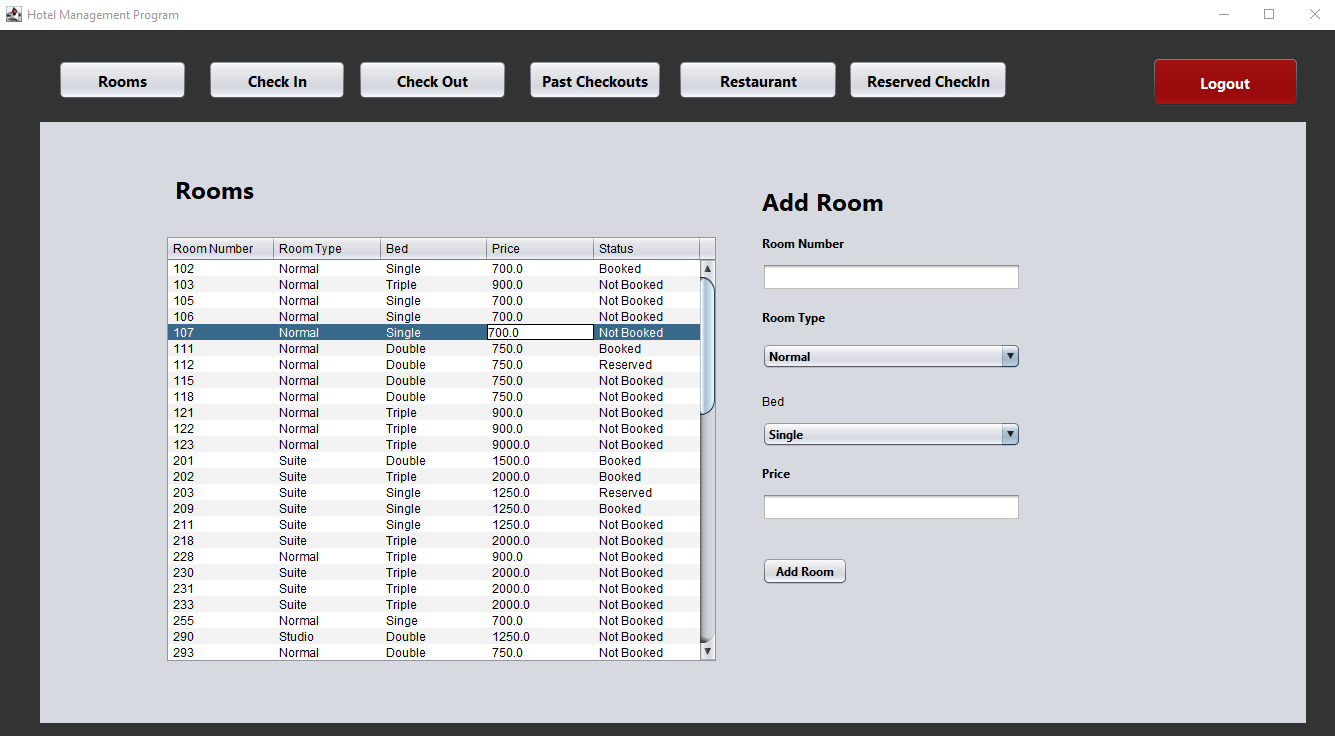 Hotel Management Program
Rooms Check In Check Out Past Checkouts Restaurant Reserved CheckIn Logout
Rooms
Room Number Room Type Bed Price Status
102 Normal Single 700.0 Booked
103 Normal Triple 900.0 Not Booked
105 Normal Single 700.0 Not Booked
106 Normal Single 700.0 Not Booked
107 Normal Single 700.0 Not Booked
111 Normal Double 750.0 Booked
112 Normal Double 750.0 Reserved
115 Normal Double 750.0 Not Booked
118 Normal Double 750.0 Not Booked
121 Normal Triple 900.0 Not Booked
122 Normal Triple 900.0 Not Booked
123 Normal Triple 9000.0 Not Booked
201 Suite Double 1500.0 Booked
202 Suite Triple 2000.0 Booked
203 Suite Single 1250.0 Reserved
209 Suite Single 1250.0 Booked
211 Suite Single 1250.0 Not Booked
218 Suite Triple 2000.0 Not Booked
228 Normal Triple 900.0 Not Booked
230 Suite Triple 2000.0 Not Booked
231 Suite Triple 2000.0 Not Booked
233 Suite Triple 2000.0 Not Booked
255 Normal Singe 700.0 Not Booked
290 Studio Double 1250.0 Not Booked
293 Normal Double 750.0 Not Booked
Add Room
Room Number
Room Type
Normal
Bed
Single
Price
Add Room